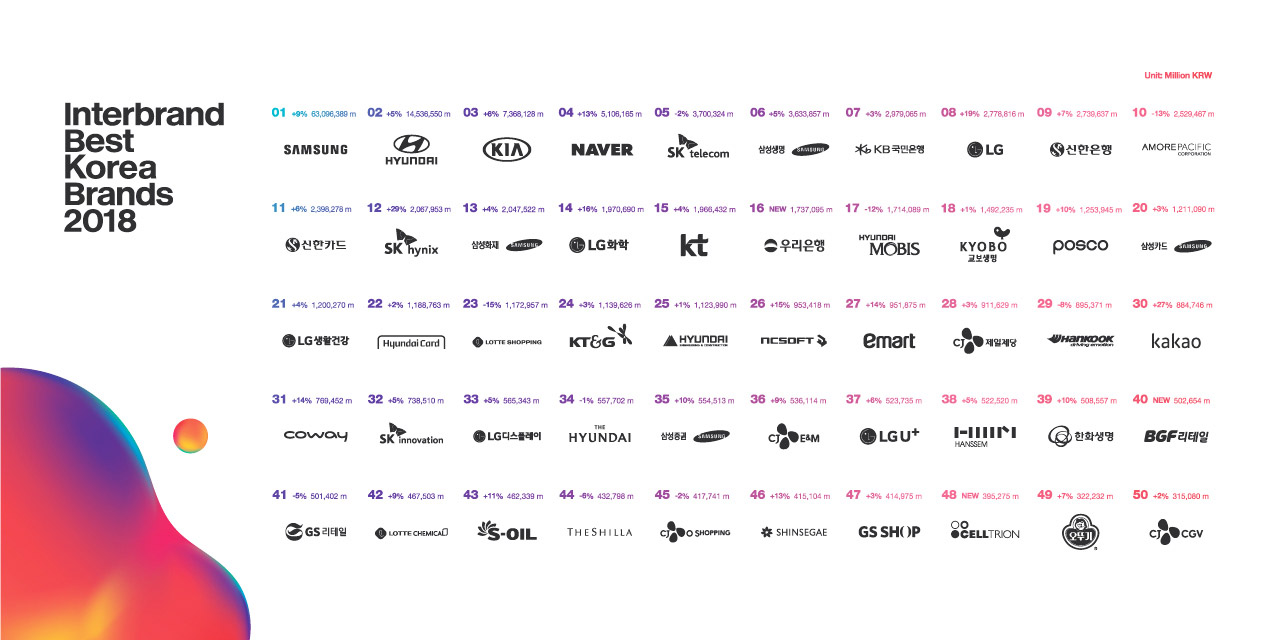 Unit: Million KRW
Interbrand
Best
Korea
Brands
2018
01 +9% 63,096,389 m
SAMSUNG
02 +5% 14,536,550 m
HYUNDAI
03 +6% 7,368,128 m
KIA
04 +13% 5,106,165 m
NAVER
05 -2% 3,700,324 m
SK telecom
06 +5% 3,633,857 m
삼성생명 SAMSUNG
07 +3% 2,979,065 m
KB국민은행
08 +19% 2,778,616 m
LG
09 +7% 2,739,637 m
신한은행
10 -13% 2,529,467 m
AMOREPACIFIC
CORPORATION
11 +6% 2,398,278 m
신한카드
12 +29% 2,067,953 m
SK hynix
13 +4% 2,047,522 m
삼성화재 SAMSUNG
14 +16% 1,970,690 m
LG화학
15 +4% 1,966,432 m
kt
16 NEW 1,737,095 m
우리은행
17 -12% 1,714,089 m
HYUNDAI
MOBIS
18 +1% 1,492,235 m
KYOBO
교보생명
19 +10% 1,253,945 m
posco
20 +3% 1,211,090 m
삼성카드 SAMSUNG
21 +4% 1,200,270 m
LG생활건강
22 +2% 1,188,763 m
Hyundai Card
23 -15% 1,172,957 m
LOTTE SHOPPING
24 +3% 1,139,626 m
KT&G
25 +1% 1,123,990 m
HYUNDAI
ENGINEERING & CONSTRUCTION
26 +15% 953,418 m
NCSOFT
27 +14% 951,875 m
emart
28 +3% 911,629 m
CJ 제일제당
29 -8% 895,371 m
HANKOOK
driving emotion
30 +27% 884,746 m
kakao
31 +14% 769,452 m
coway
32 +5% 738,510 m
SK innovation
33 +5% 565,343 m
LG디스플레이
34 -1% 557,702 m
THE
HYUNDAI
35 +10% 554,513 m
삼성증권 SAMSUNG
36 +9% 536,114 m
CJ E&M
37 +6% 523,735 m
LG U+
38 +5% 522,520 m
HANSSEM
39 +10% 508,557 m
한화생명
40 NEW 502,654 m
BGF리테일
41 -5% 501,402 m
GS리테일
42 +9% 467,503 m
LOTTE CHEMICAL
43 +11% 462,339 m
S-OIL
44 -6% 432,798 m
THE SHILLA
45 -2% 417,741 m
CJ O SHOPPING
46 +13% 415,104 m
SHINSEGAE
47 +3% 414,975 m
GS SHOP
48 NEW 395,275 m
CELLTRION
49 +7% 322,232 m
오뚜기
50 +2% 315,080 m
CJ CGV